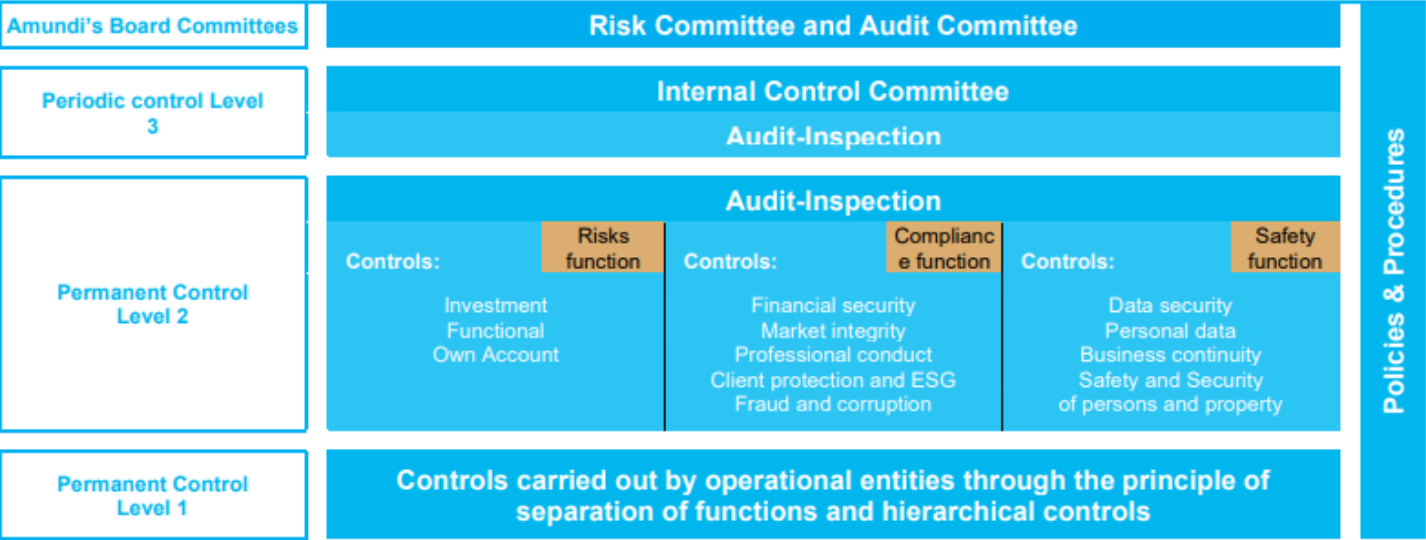 Amundi's Board Committees
Risk Committee and Audit Committee
Periodic control Level
3
Internal Control Committee
Audit-Inspection
Permanent Control
Level 2
Audit-Inspection
Controls:
Risks
function
Investment
Functional
Own Account
Controls:
Complianc
e function
Financial security
Market integrity
Professional conduct
Client protection and ESG
Fraud and corruption
Controls:
Safety
function
Data security
Personal data
Business continuity
Safety and Security
of persons and property
Permanent Control
Level 1
Controls carried out by operational entities through the principle of
separation of functions and hierarchical controls
Policies & Procedures